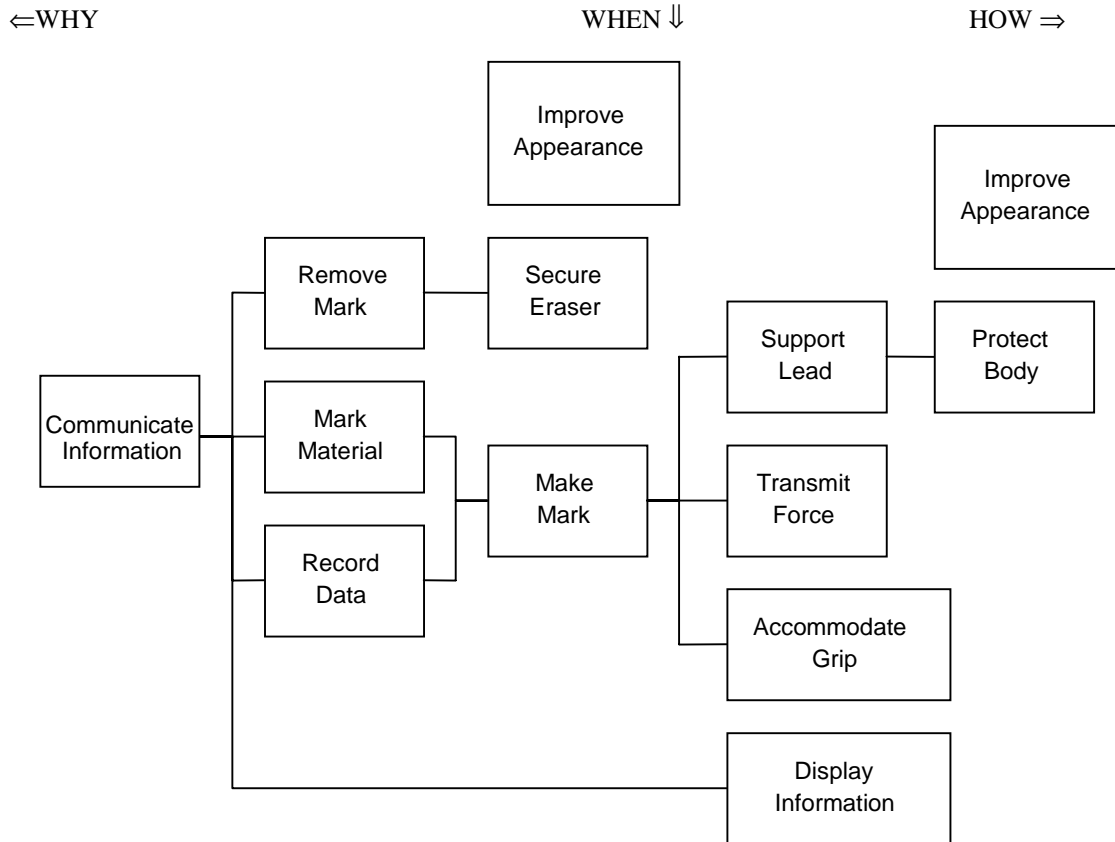 ⇐WHY WHEN ⇓ HOW ⇒
Improve
Appearance
Improve
Appearance
Remove
Mark
Secure
Eraser
Support
Lead
Protect
Body
Communicate
Information
Mark
Material
Make
Mark
Transmit
Force
Record
Data
Accommodate
Grip
Display
Information